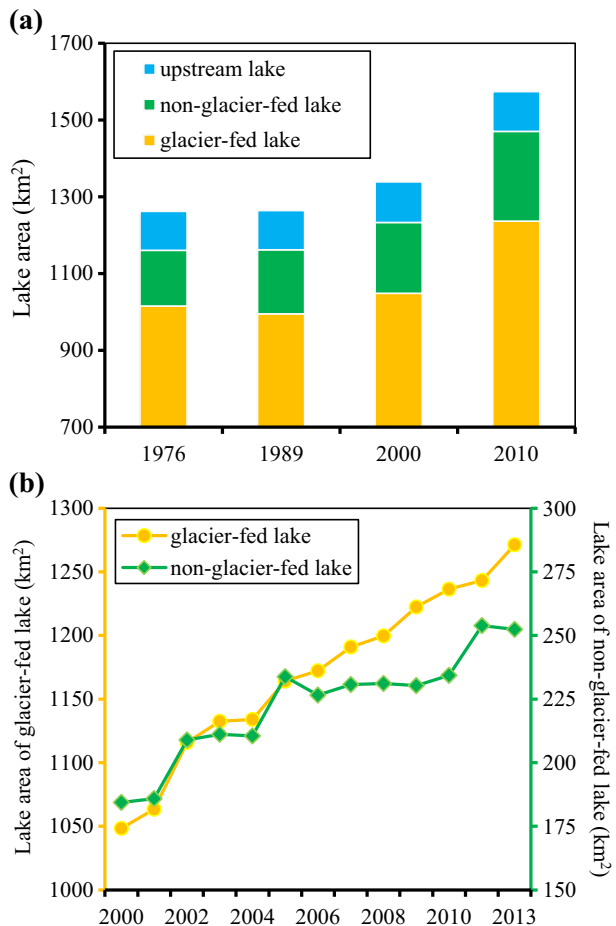 (a)
1700
1500
1300
1100
900
700
Lake area (km²)
upstream lake
non-glacier-fed lake
glacier-fed lake
1976 1989 2000 2010
(b)
1300
1250
1200
1150
1100
1050
1000
Lake area of glacier-fed lake (km²)
glacier-fed lake
non-glacier-fed lake
300
275
250
225
200
175
150
Lake area of
non-glacier-fed lake (km²)
2000 2002 2004 2006 2008 2010 2013